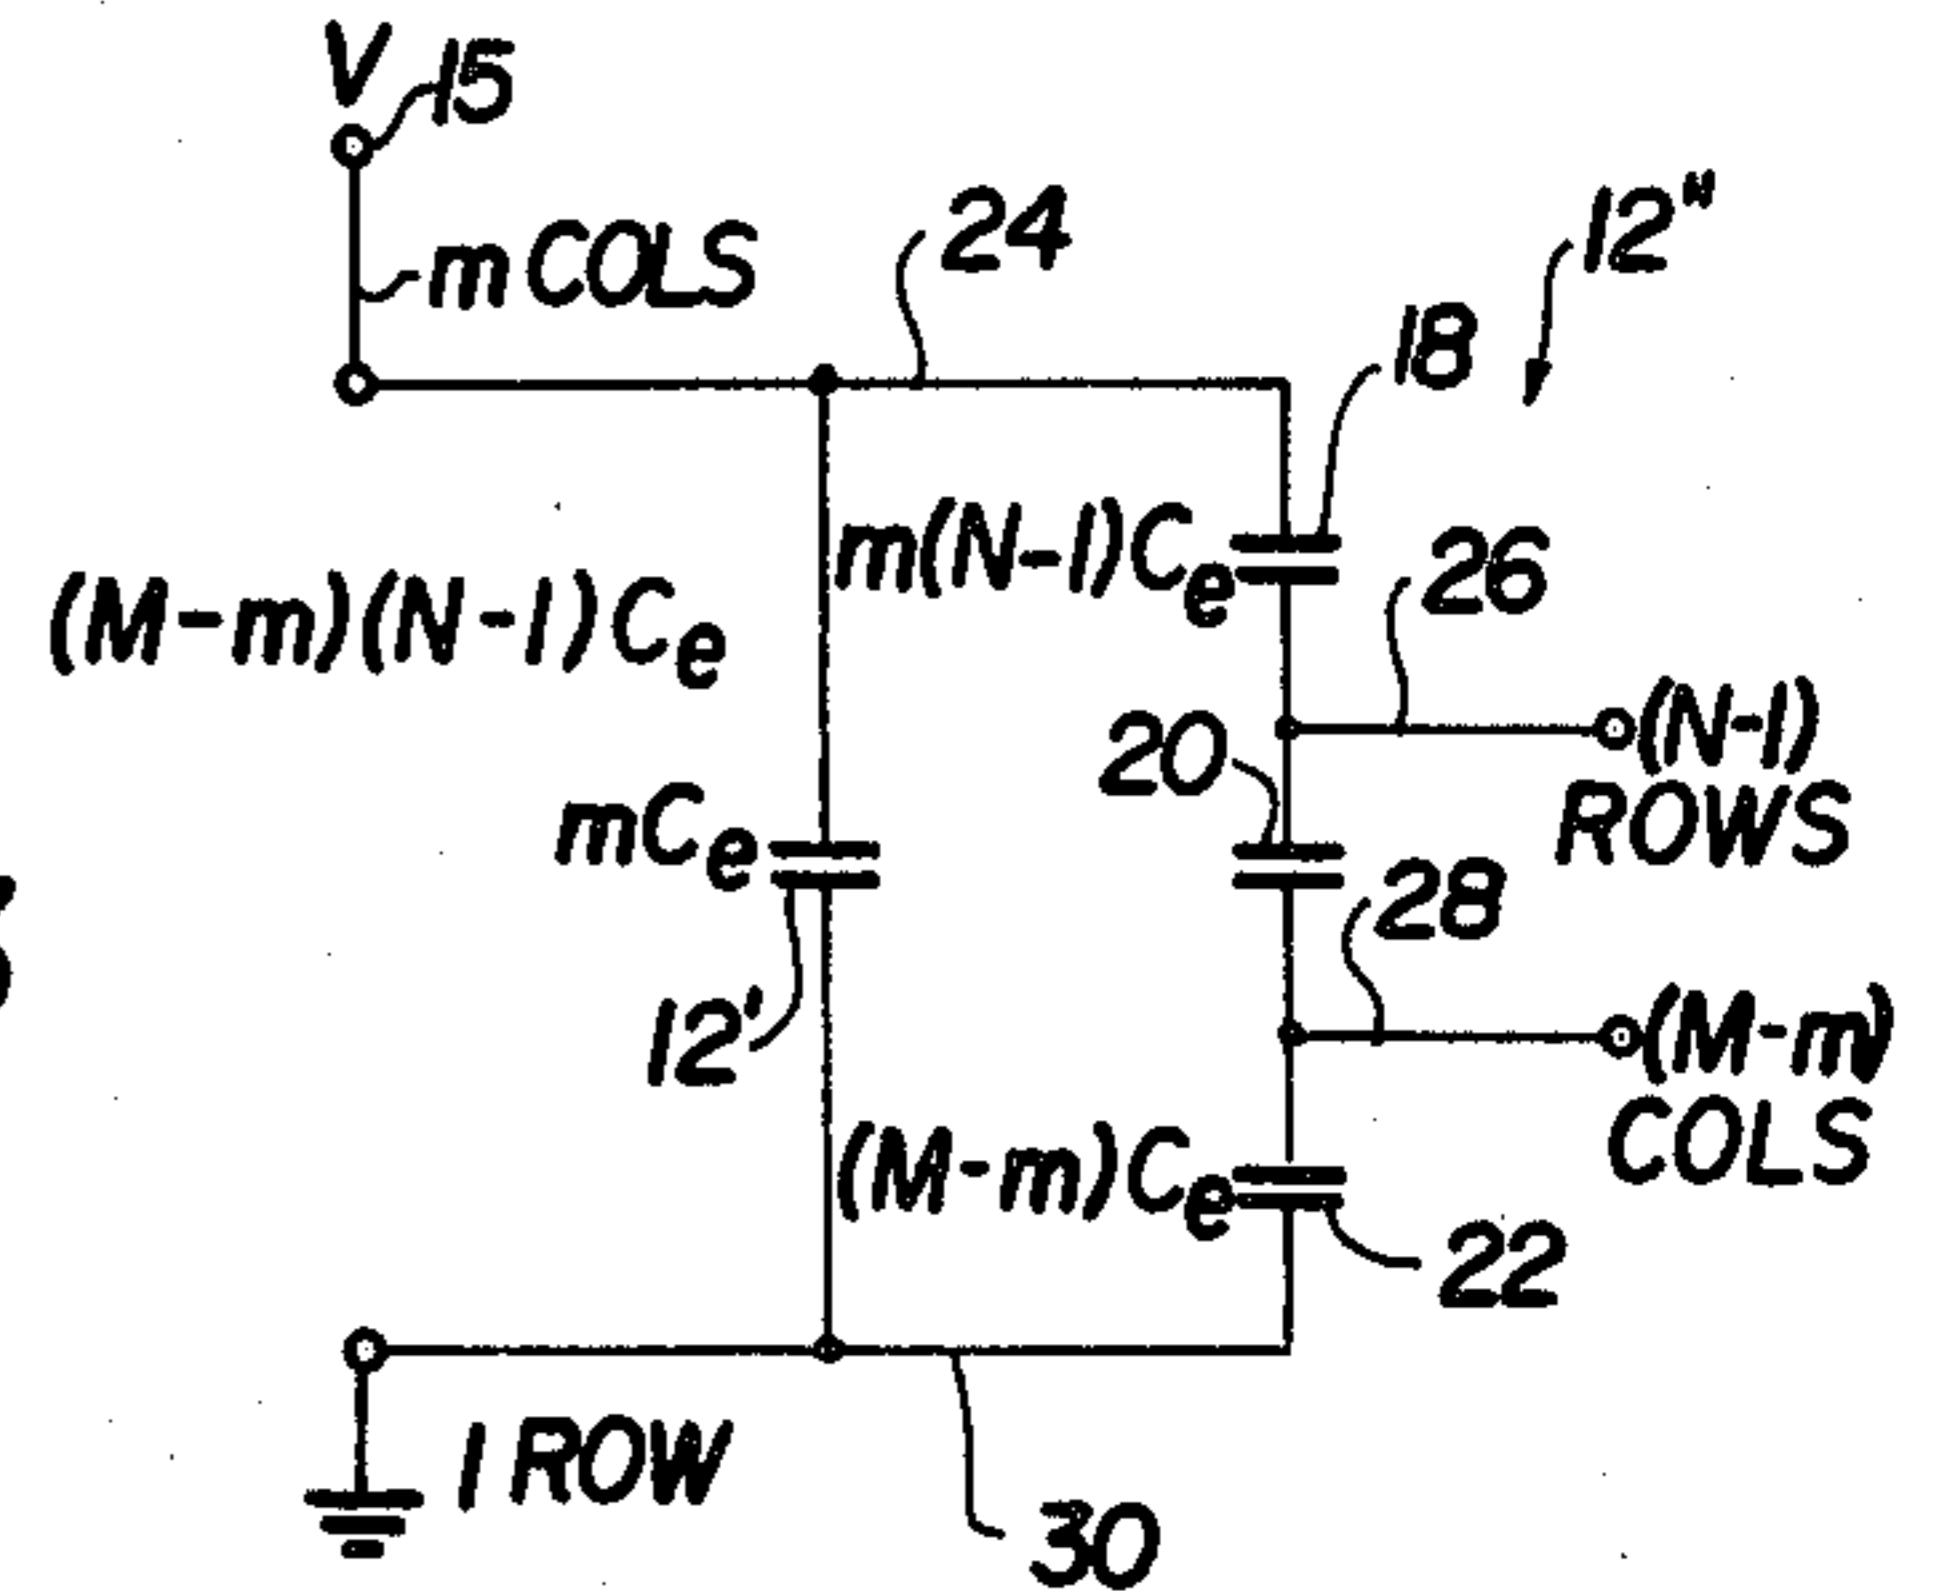 V 15
24
12"
m COLS
18
m(N-1)Ce
26
(M-m)(N-1)Ce
(N-1)
ROWS
20
mCe
28
12'
(M-m)
COLS
(M-m)Ce
22
1 ROW
30